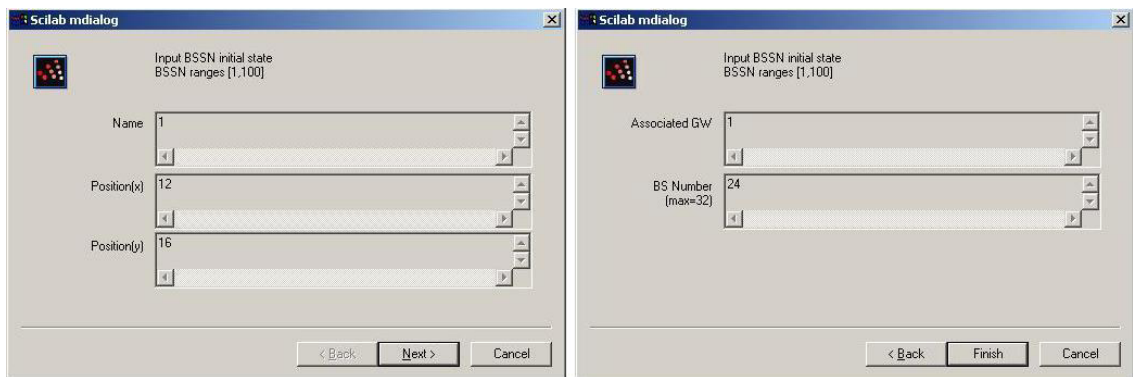 Scilab mdialog
Input BSSN initial state
BSSN ranges [1,100]
Name 1
Position(x) 12
Position(y) 16
< Back Next > Cancel
Scilab mdialog
Input BSSN initial state
BSSN ranges [1,100]
Associated GW 1
BS Number 24
(max=32)
< Back Finish Cancel